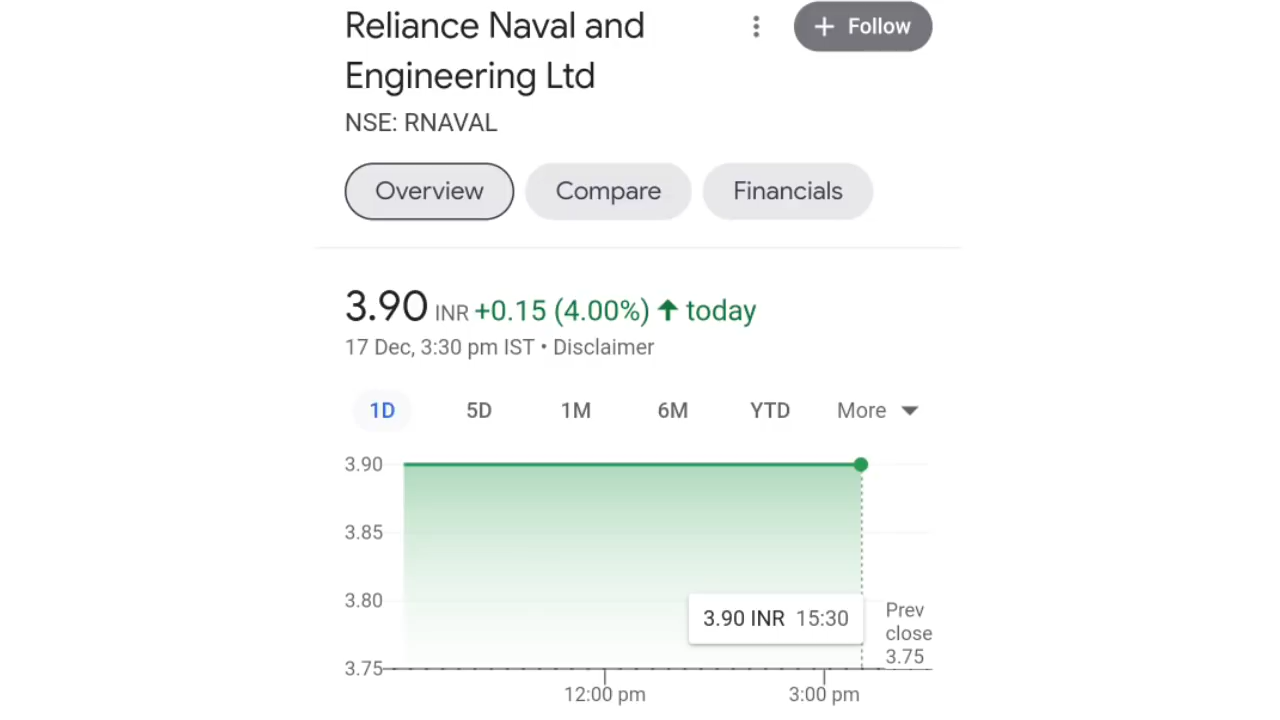 Reliance Naval and
Engineering Ltd
+ Follow
NSE: RNAVAL
Overview Compare Financials
3.90 INR +0.15 (4.00%) ↑ today
17 Dec, 3:30 pm IST • Disclaimer
1D 5D 1M 6M YTD More
3.90
3.85
3.80
3.75
3.90 INR 15:30
Prev
close
3.75
12:00 pm 3:00 pm